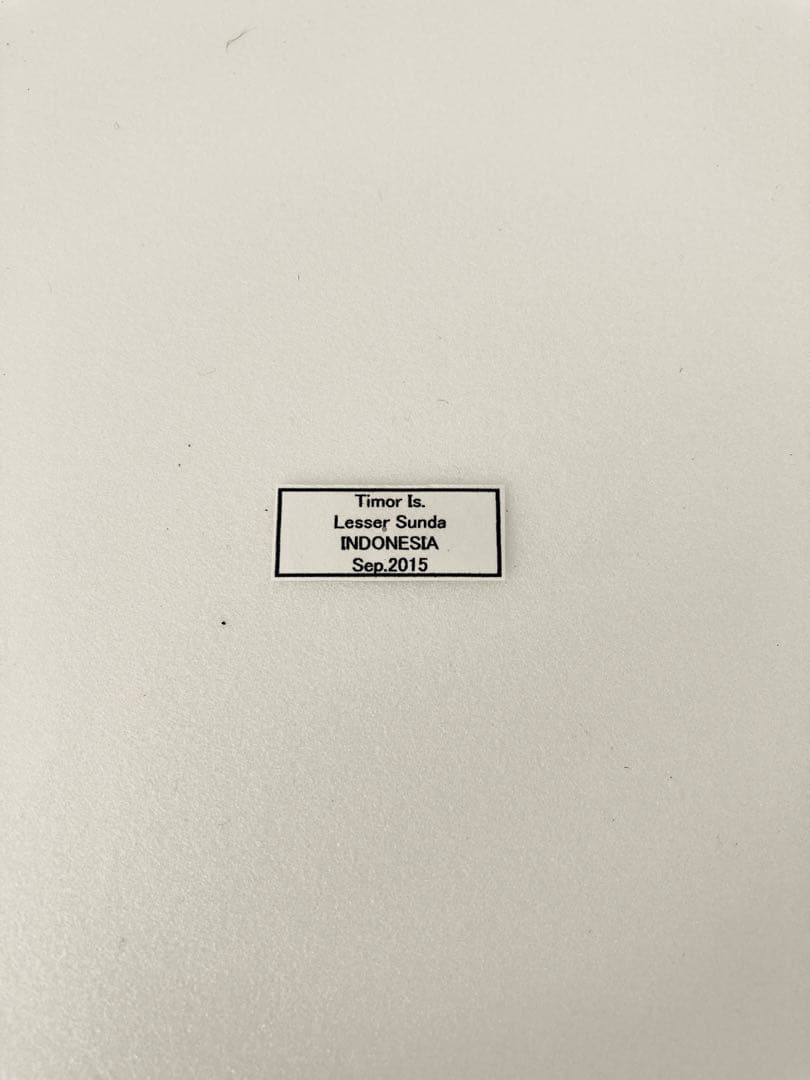 Timor Is.
Lesser Sunda
INDONESIA
Sep.2015